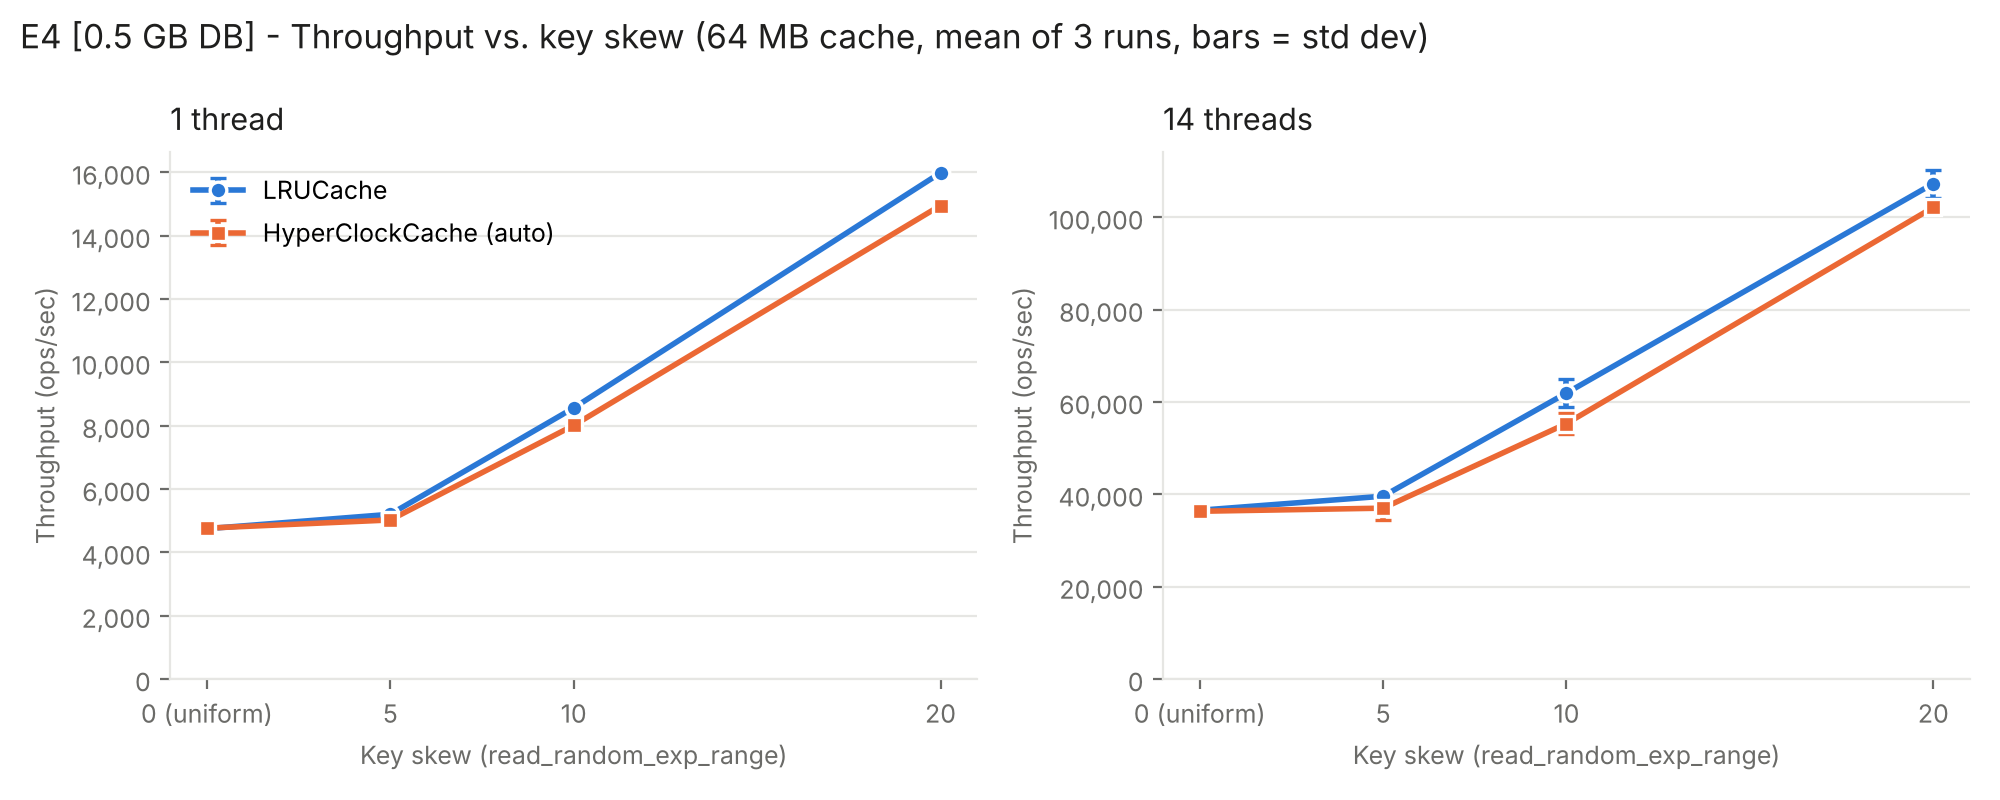 E4 [0.5 GB DB] - Throughput vs. key skew (64 MB cache, mean of 3 runs, bars = std dev)
1 thread
LRUCache
HyperClockCache (auto)
16,000
14,000
12,000
10,000
8,000
6,000
4,000
2,000
0
Throughput (ops/sec)
0 (uniform)
5
10
20
Key skew (read_random_exp_range)
14 threads
100,000
80,000
60,000
40,000
20,000
0
Throughput (ops/sec)
0 (uniform)
5
10
20
Key skew (read_random_exp_range)